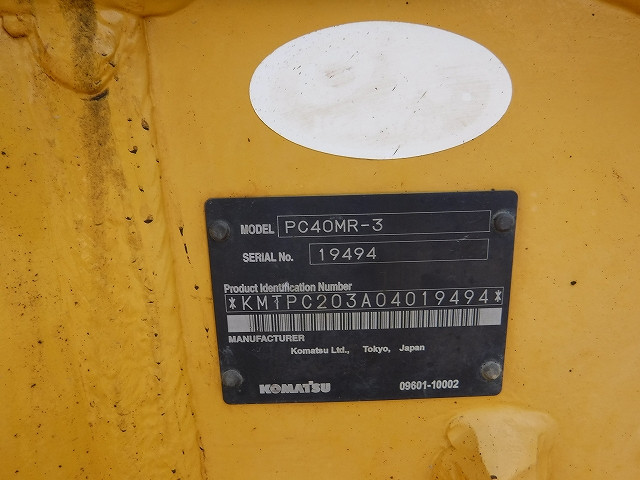 MODEL PC40MR-3
SERIAL No. 19494
Product Identification Number
*KMTPC203A04019494*
MANUFACTURER
Komatsu Ltd., Tokyo, Japan
KOMATSU 09601-10002